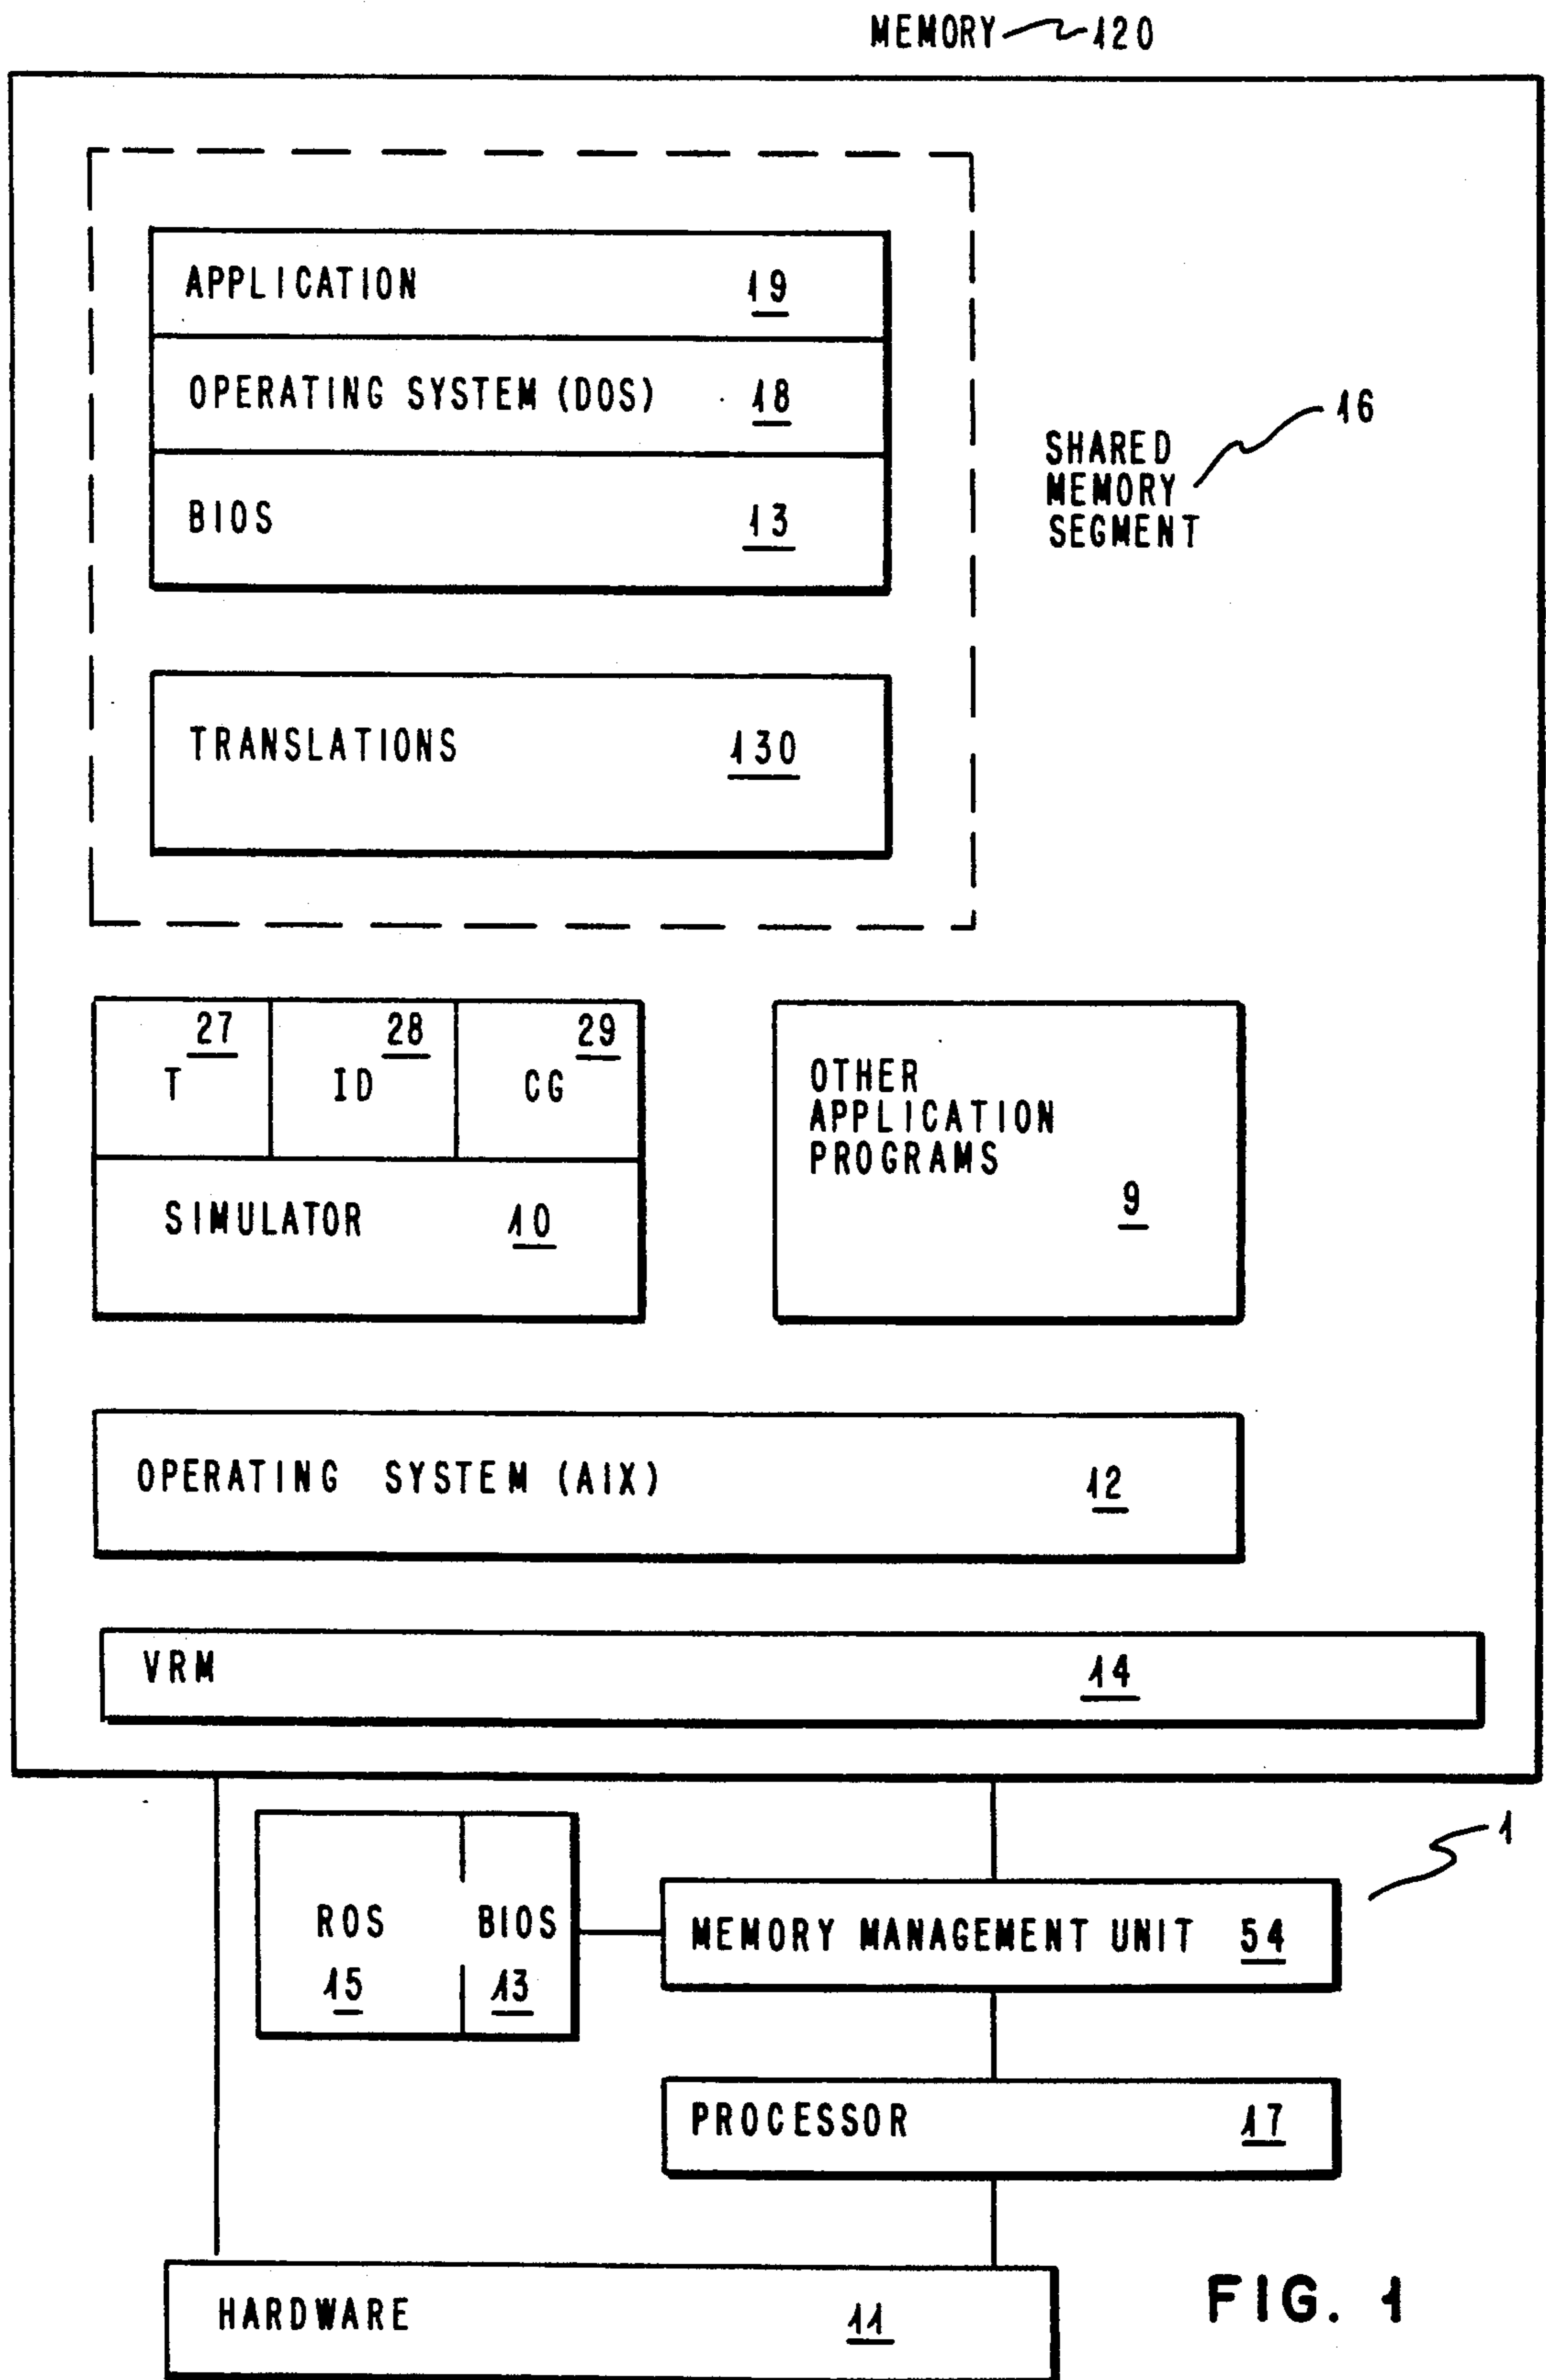 MEMORY 120
APPLICATION 19
OPERATING SYSTEM (DOS) 18
BIOS 13
16
SHARED
MEMORY
SEGMENT
TRANSLATIONS 130
27 28 29
T ID CG
SIMULATOR 10
OTHER
APPLICATION
PROGRAMS
9
OPERATING SYSTEM (AIX) 12
VRM 14
1
ROS BIOS
15 13
MEMORY MANAGEMENT UNIT 54
PROCESSOR 17
HARDWARE 11
FIG. 1